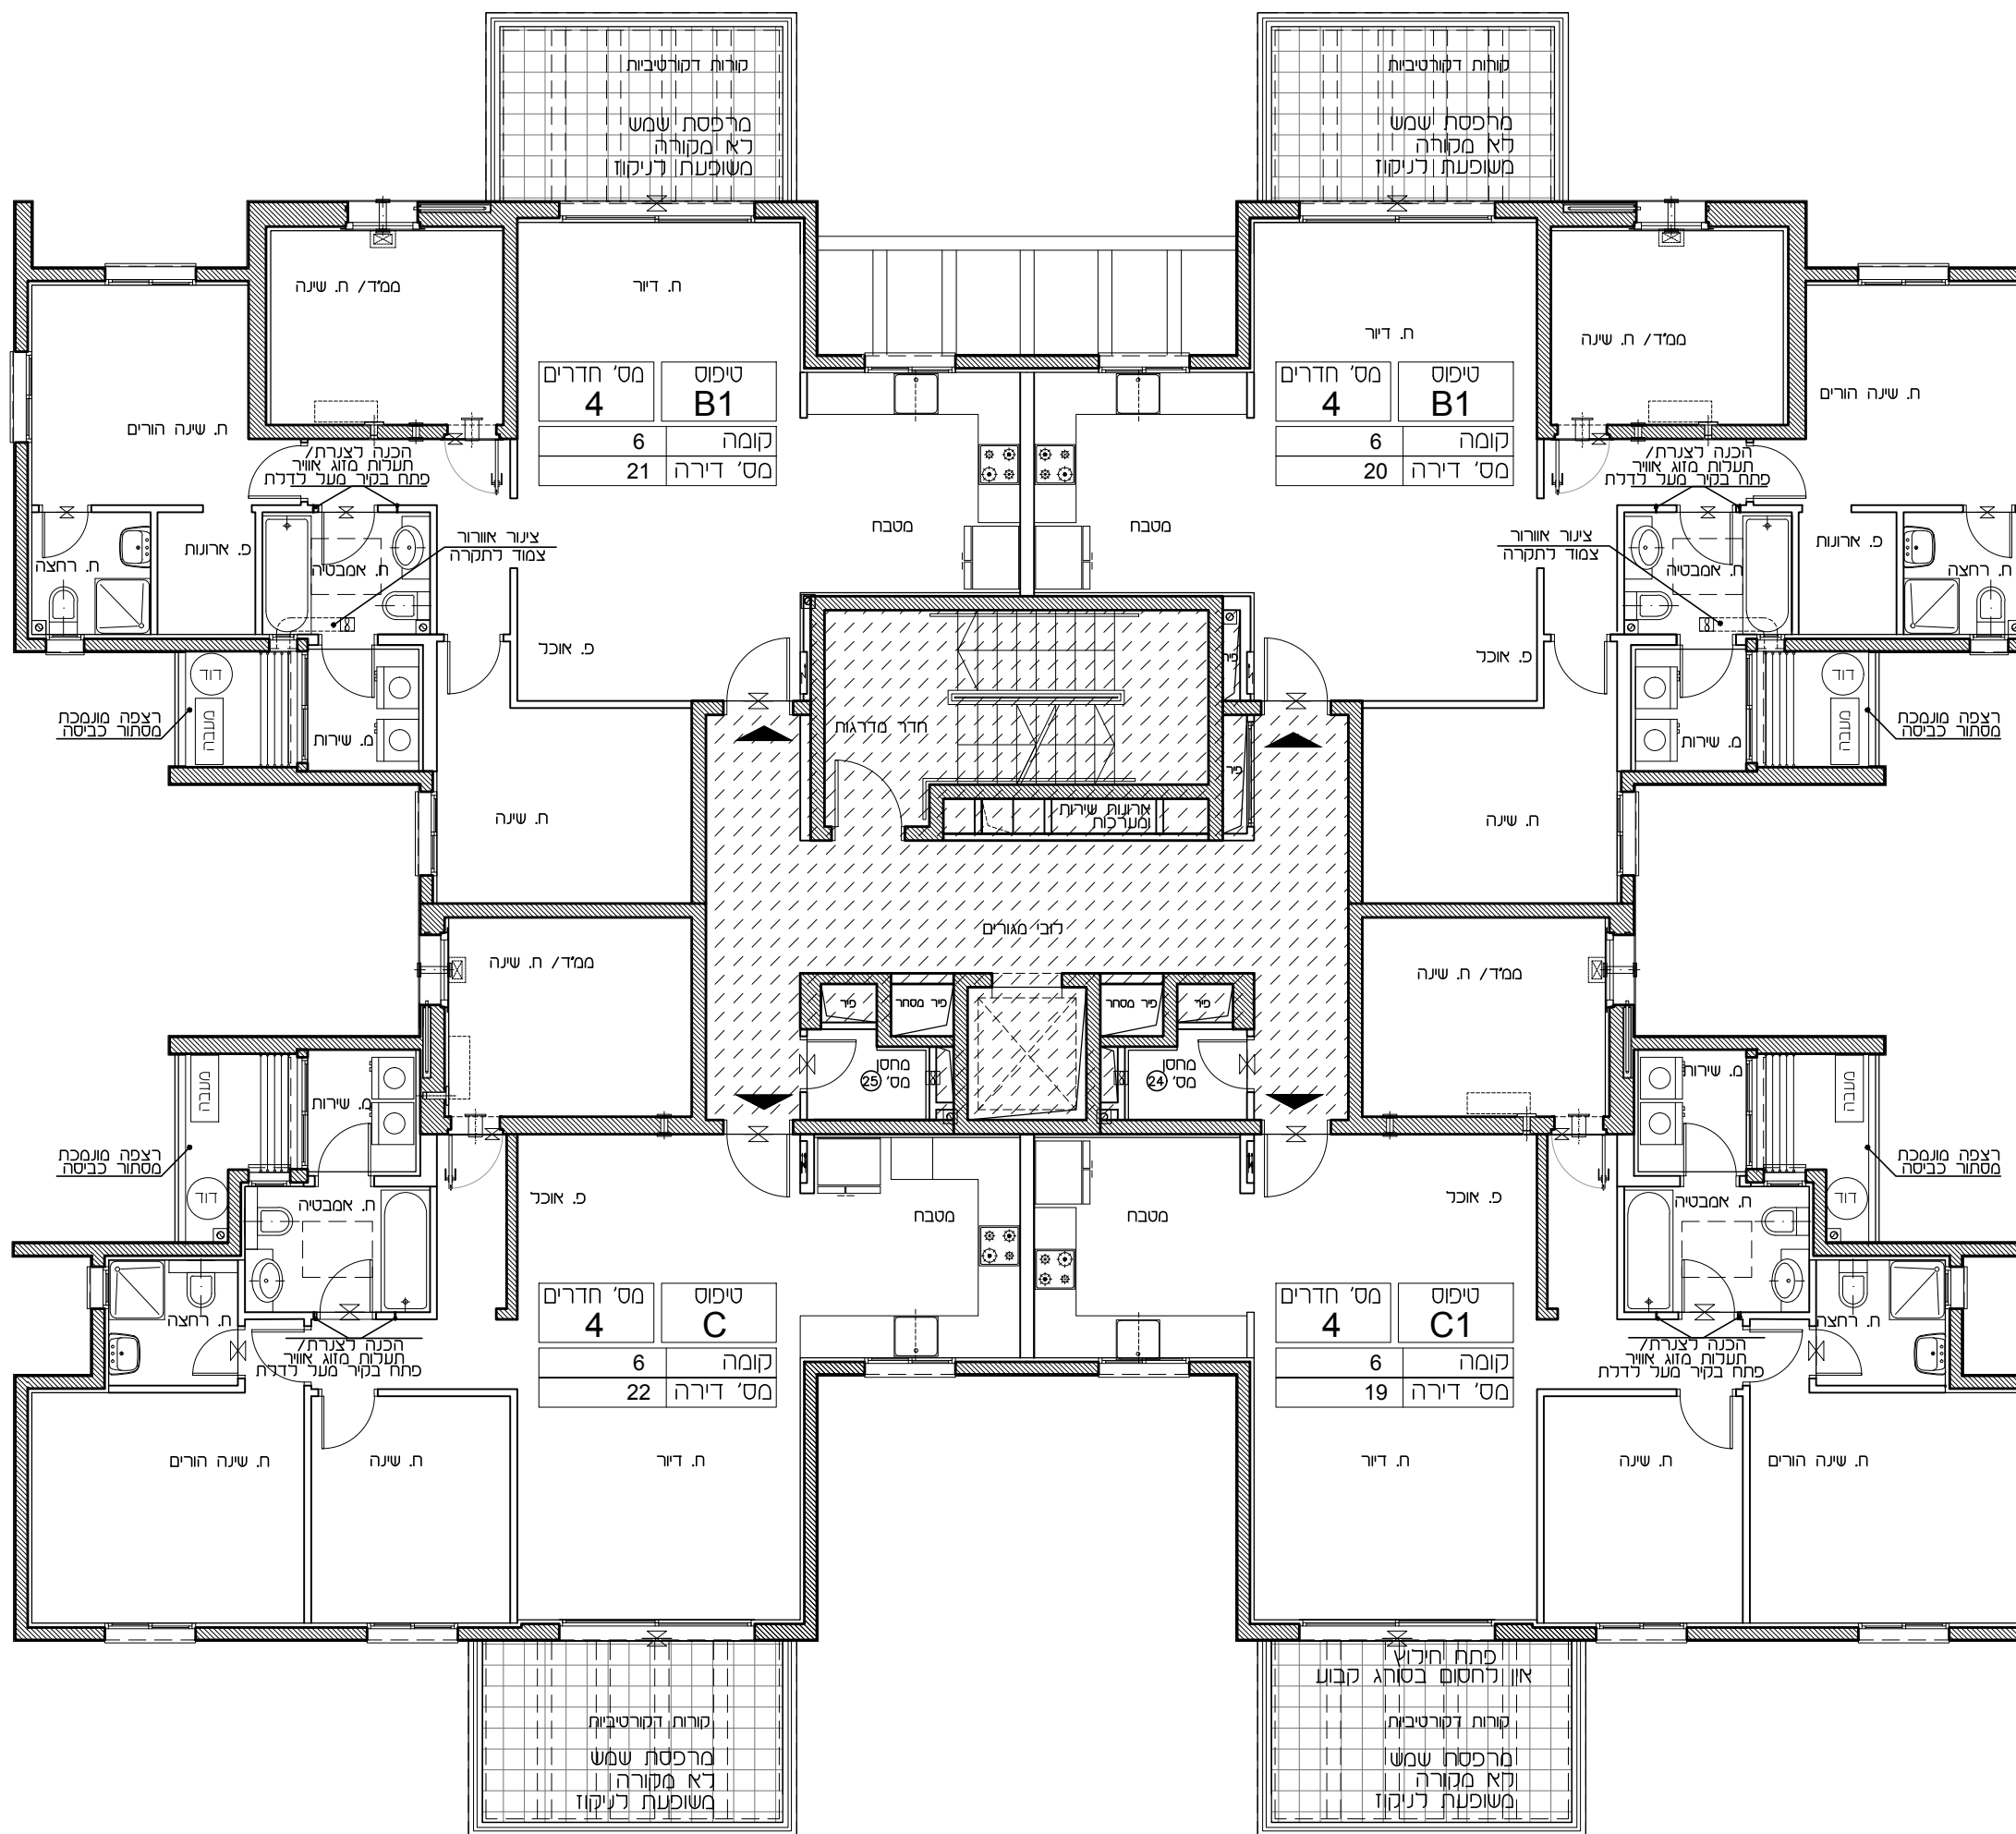 קורות דקורטיביות
מרפסת שמש
לא מקורה
משופעת לניקוז
קורות דקורטיביות
מרפסת שמש
לא מקורה
משופעת לניקוז
ממ"ד/ ח. שינה
ח. דיור
טיפוס
B1
מס' חדרים
4
קומה 6
מס' דירה 21
ח. שינה הורים
הכנה לצנרת/
תעלות מזוג אוויר
פתח בקיר מעל לדלת
צינור אוורור
צמוד לתקרה
פ. ארונות
ח. רחצה
ח. אמבטיה
מטבח
פ. אוכל
דוד
מעבה
רצפה מונמכת
מסתור כביסה
מ. שירות
ח. שינה
ח. דיור
ממ"ד/ ח. שינה
טיפוס
B1
מס' חדרים
4
קומה 6
מס' דירה 20
ח. שינה הורים
הכנה לצנרת/
תעלות מזוג אוויר
פתח בקיר מעל לדלת
צינור אוורור
צמוד לתקרה
פ. ארונות
ח. רחצה
ח. אמבטיה
מטבח
פ. אוכל
דוד
מעבה
רצפה מונמכת
מסתור כביסה
מ. שירות
ח. שינה
פיר
חדר מדרגות
פיר
ארונות שירות
ומערכות
לובי מגורים
פיר
פיר מסחר
פיר מסחר
פיר
מחסן
מס' 25
מחסן
מס' 24
ממ"ד/ ח. שינה
מעבה
מ. שירות
רצפה מונמכת
מסתור כביסה
דוד
ח. אמבטיה
פ. אוכל
מטבח
ח. רחצה
הכנה לצנרת/
תעלות מזוג אוויר
פתח בקיר מעל לדלת
טיפוס
C
מס' חדרים
4
קומה 6
מס' דירה 22
ח. שינה הורים
ח. שינה
ח. דיור
קורות דקורטיביות
מרפסת שמש
לא מקורה
משופעת לניקוז
ממ"ד/ ח. שינה
מ. שירות
מעבה
רצפה מונמכת
מסתור כביסה
דוד
ח. אמבטיה
פ. אוכל
מטבח
ח. רחצה
הכנה לצנרת/
תעלות מזוג אוויר
פתח בקיר מעל לדלת
טיפוס
C1
מס' חדרים
4
קומה 6
מס' דירה 19
ח. דיור
ח. שינה
ח. שינה הורים
פתח חילוץ
אין לחסום בסורג קבוע
קורות דקורטיביות
מרפסת שמש
לא מקורה
משופעת לניקוז